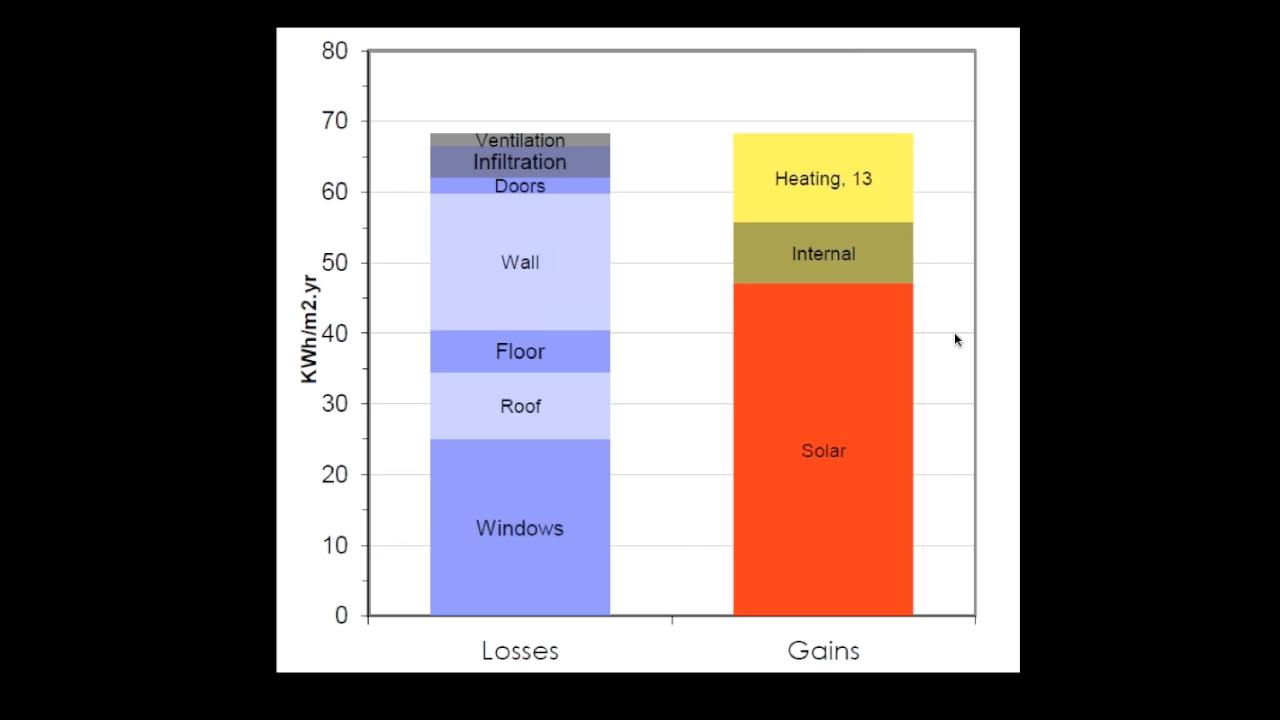 80
70
60
50
40
30
20
10
0
KWh/m2.yr
Ventilation
Infiltration
Doors
Wall
Floor
Roof
Windows
Heating, 13
Internal
Solar
Losses
Gains